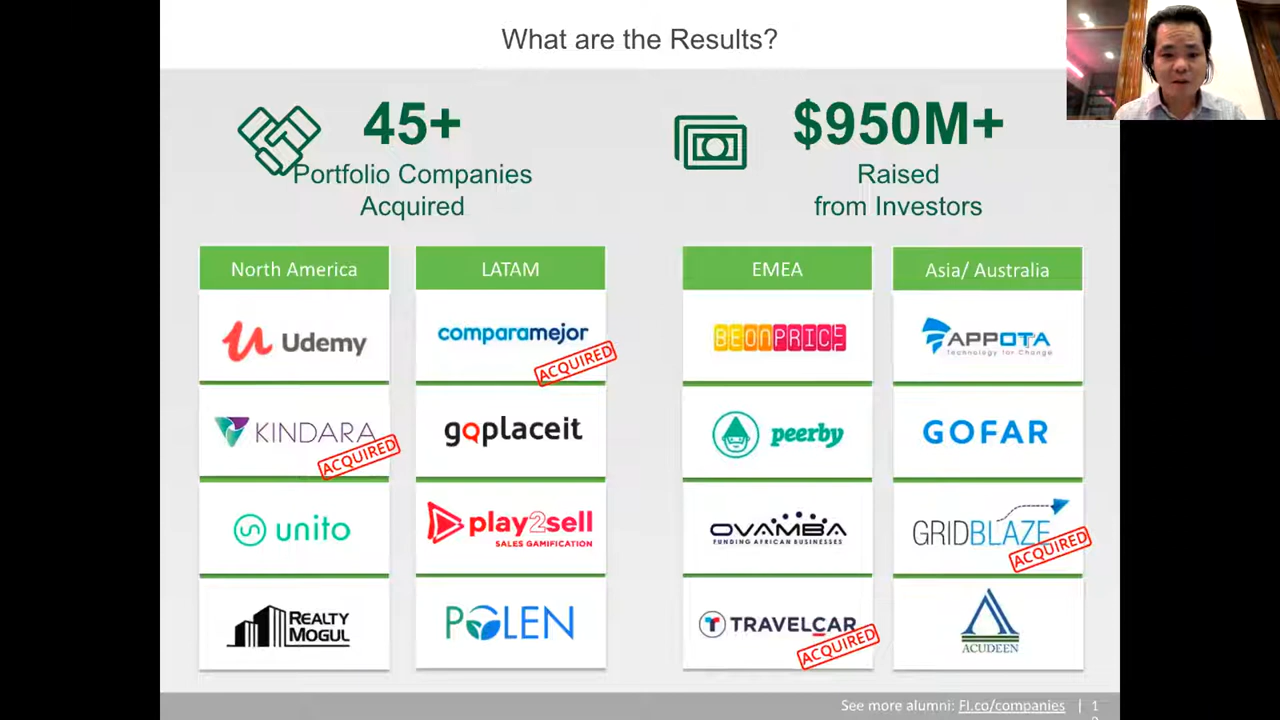 What are the Results?
45+
Portfolio Companies
Acquired
$950M+
Raised
from Investors
North America
Udemy
KINDARA
ACQUIRED
unito
REALTY
MOGUL
LATAM
comparamejor
ACQUIRED
goplaceit
play2sell
SALES GAMIFICATION
POLEN
EMEA
BEONPRICE
peerby
OVAMBA
FUNDING AFRICAN BUSINESSES
TRAVELCAR
ACQUIRED
Asia/ Australia
APPOTA
Technology for Change
GOFAR
GRIDBLAZE
ACQUIRED
ACUDEEN
See more alumni: FI.co/companies | 1